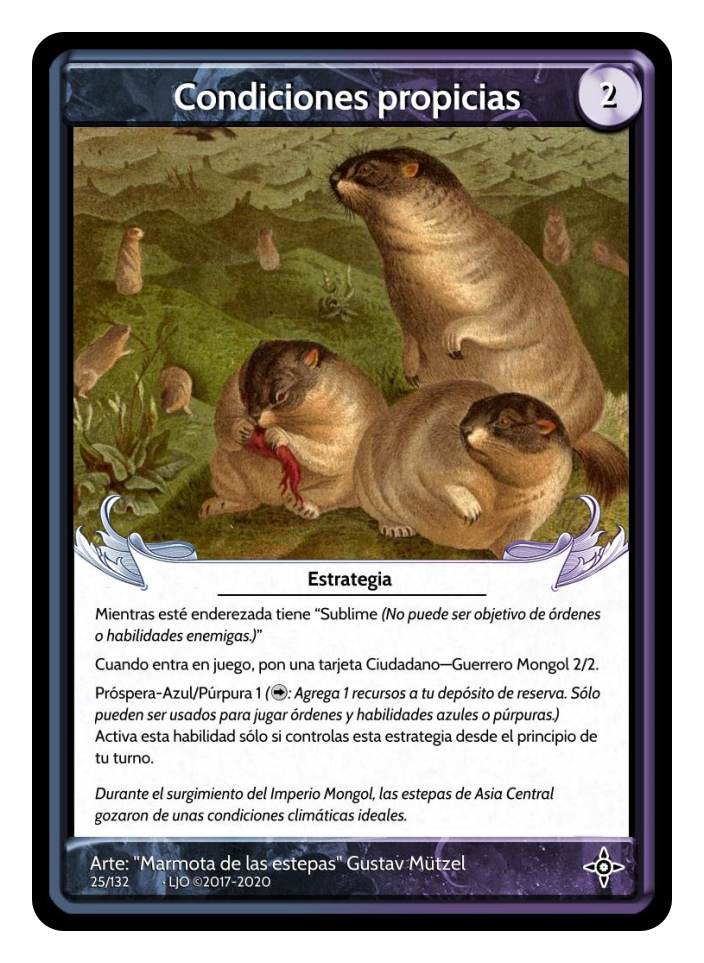 Condiciones propicias
2
Estrategia
Mientras esté enderezada tiene “Sublime (No puede ser objetivo de órdenes
o habilidades enemigas.)”
Cuando entra en juego, pon una tarjeta Ciudadano—Guerrero Mongol 2/2.
Próspera-Azul/Púrpura 1 (➡: Agrega 1 recursos a tu depósito de reserva. Sólo
pueden ser usados para jugar órdenes y habilidades azules o púrpuras.)
Activa esta habilidad sólo si controlas esta estrategia desde el principio de
tu turno.
Durante el surgimiento del Imperio Mongol, las estepas de Asia Central
gozaron de unas condiciones climáticas ideales.
Arte: "Marmota de las estepas" Gustav Mützel
25/132 · LJO ©2017-2020